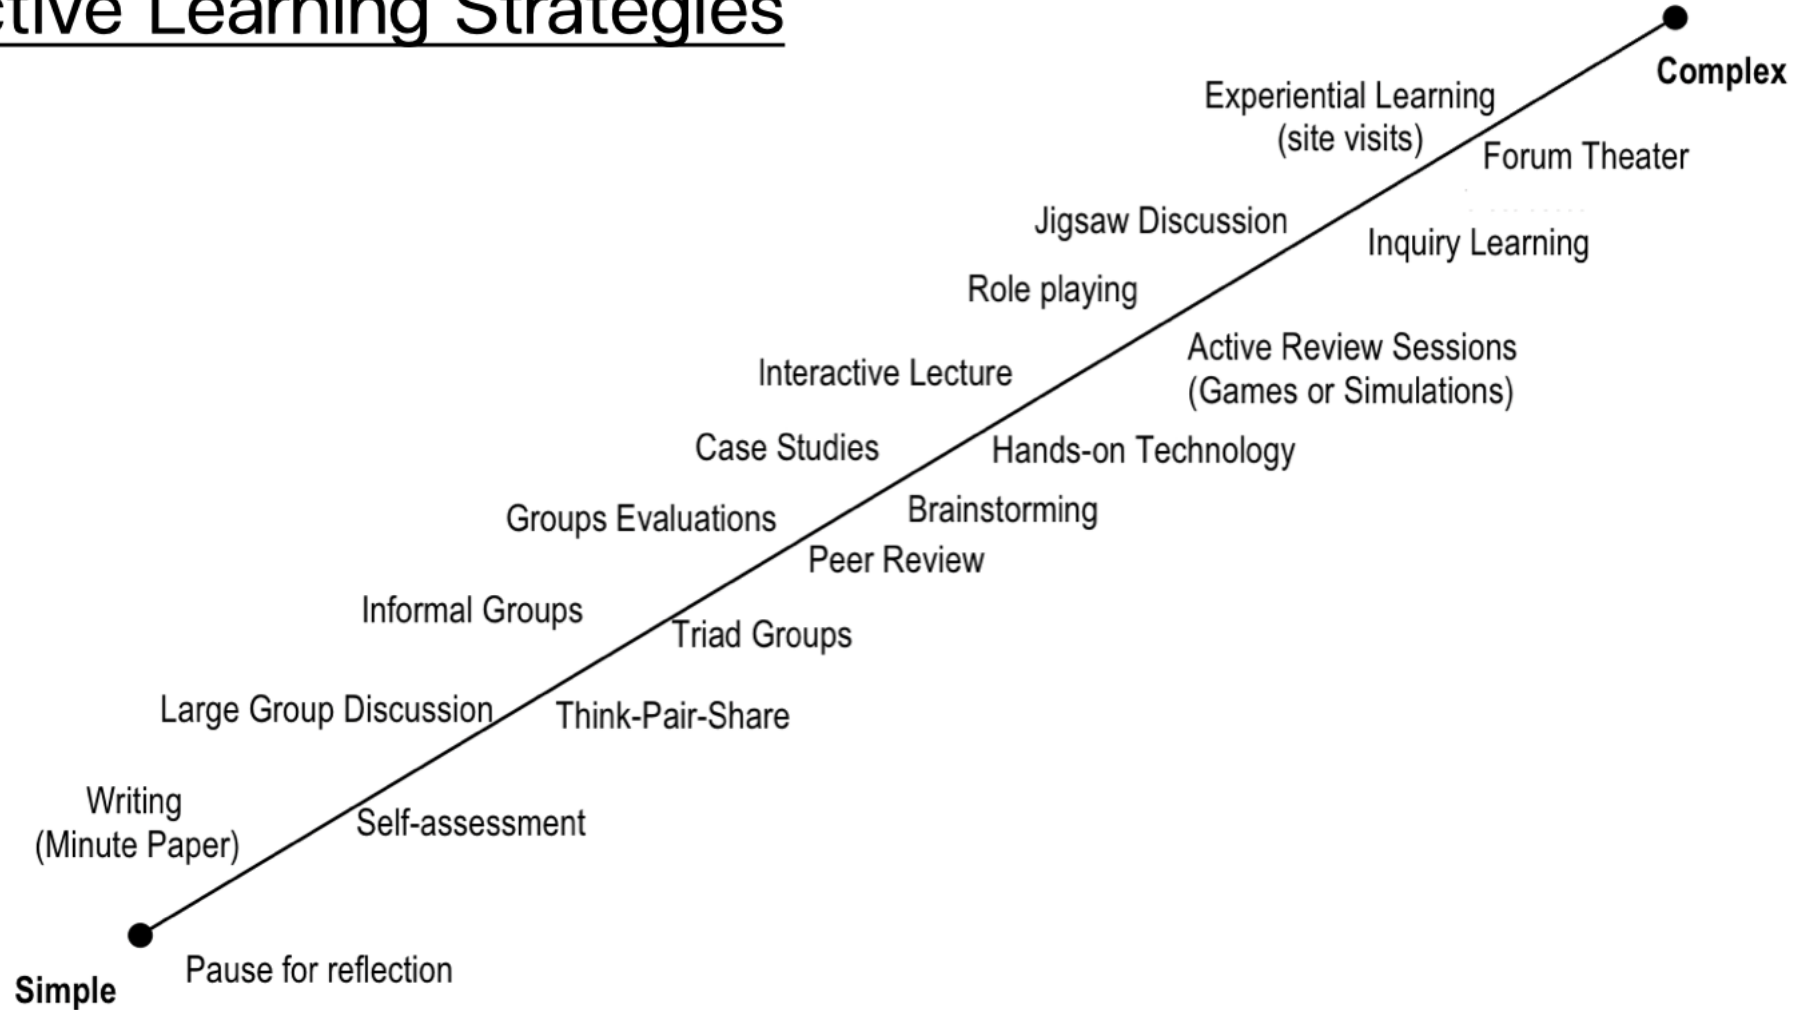 ctive Learning Strategies
Complex
Experiential Learning
(site visits)
Forum Theater
Jigsaw Discussion
Inquiry Learning
Role playing
Active Review Sessions
(Games or Simulations)
Interactive Lecture
Case Studies
Hands-on Technology
Groups Evaluations
Brainstorming
Peer Review
Informal Groups
Triad Groups
Large Group Discussion
Think-Pair-Share
Writing
(Minute Paper)
Self-assessment
Pause for reflection
Simple